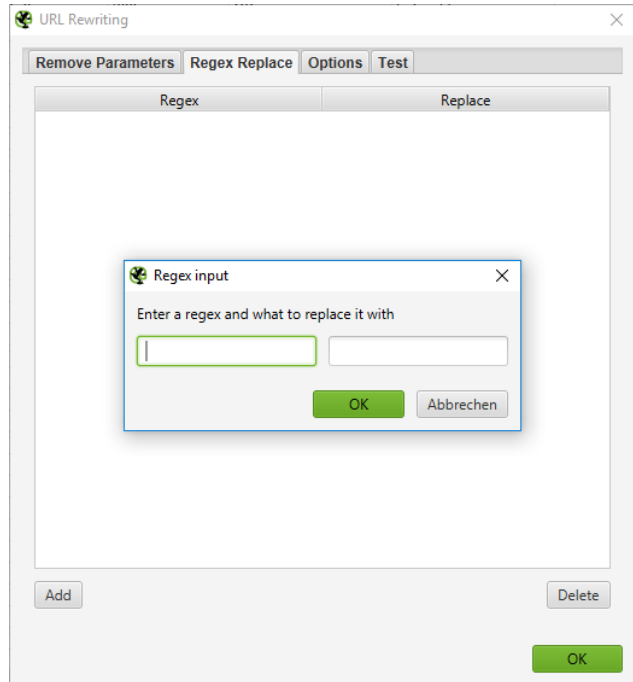 URL Rewriting
Remove Parameters Regex Replace Options Test
Regex Replace
Regex input
Enter a regex and what to replace it with
OK Abbrechen
Add Delete
OK